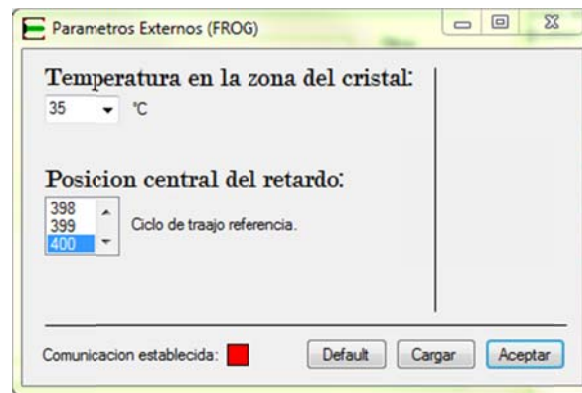 Parametros Externos (FROG)
Temperatura en la zona del cristal:
35 °C
Posicion central del retardo:
398
399
400
Ciclo de traajo referencia.
Comunicacion establecida:
Default Cargar Aceptar